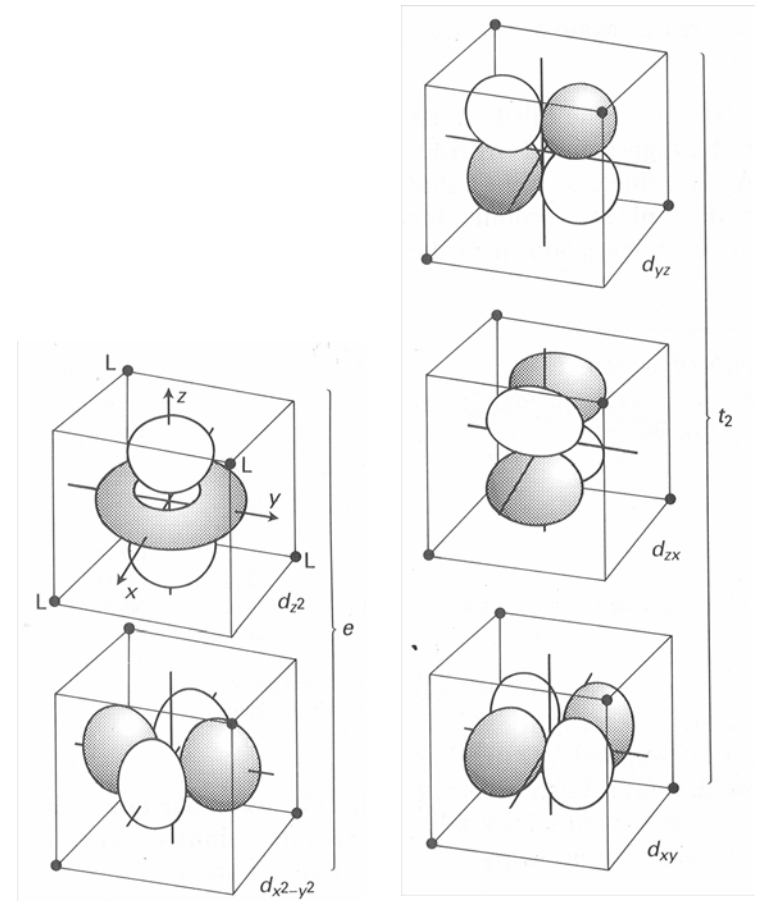 d_{yz}
d_{zx}
t_2
d_{xy}
L
z
L
y
L
x
L
d_{z^2}
e
d_{x^2-y^2}